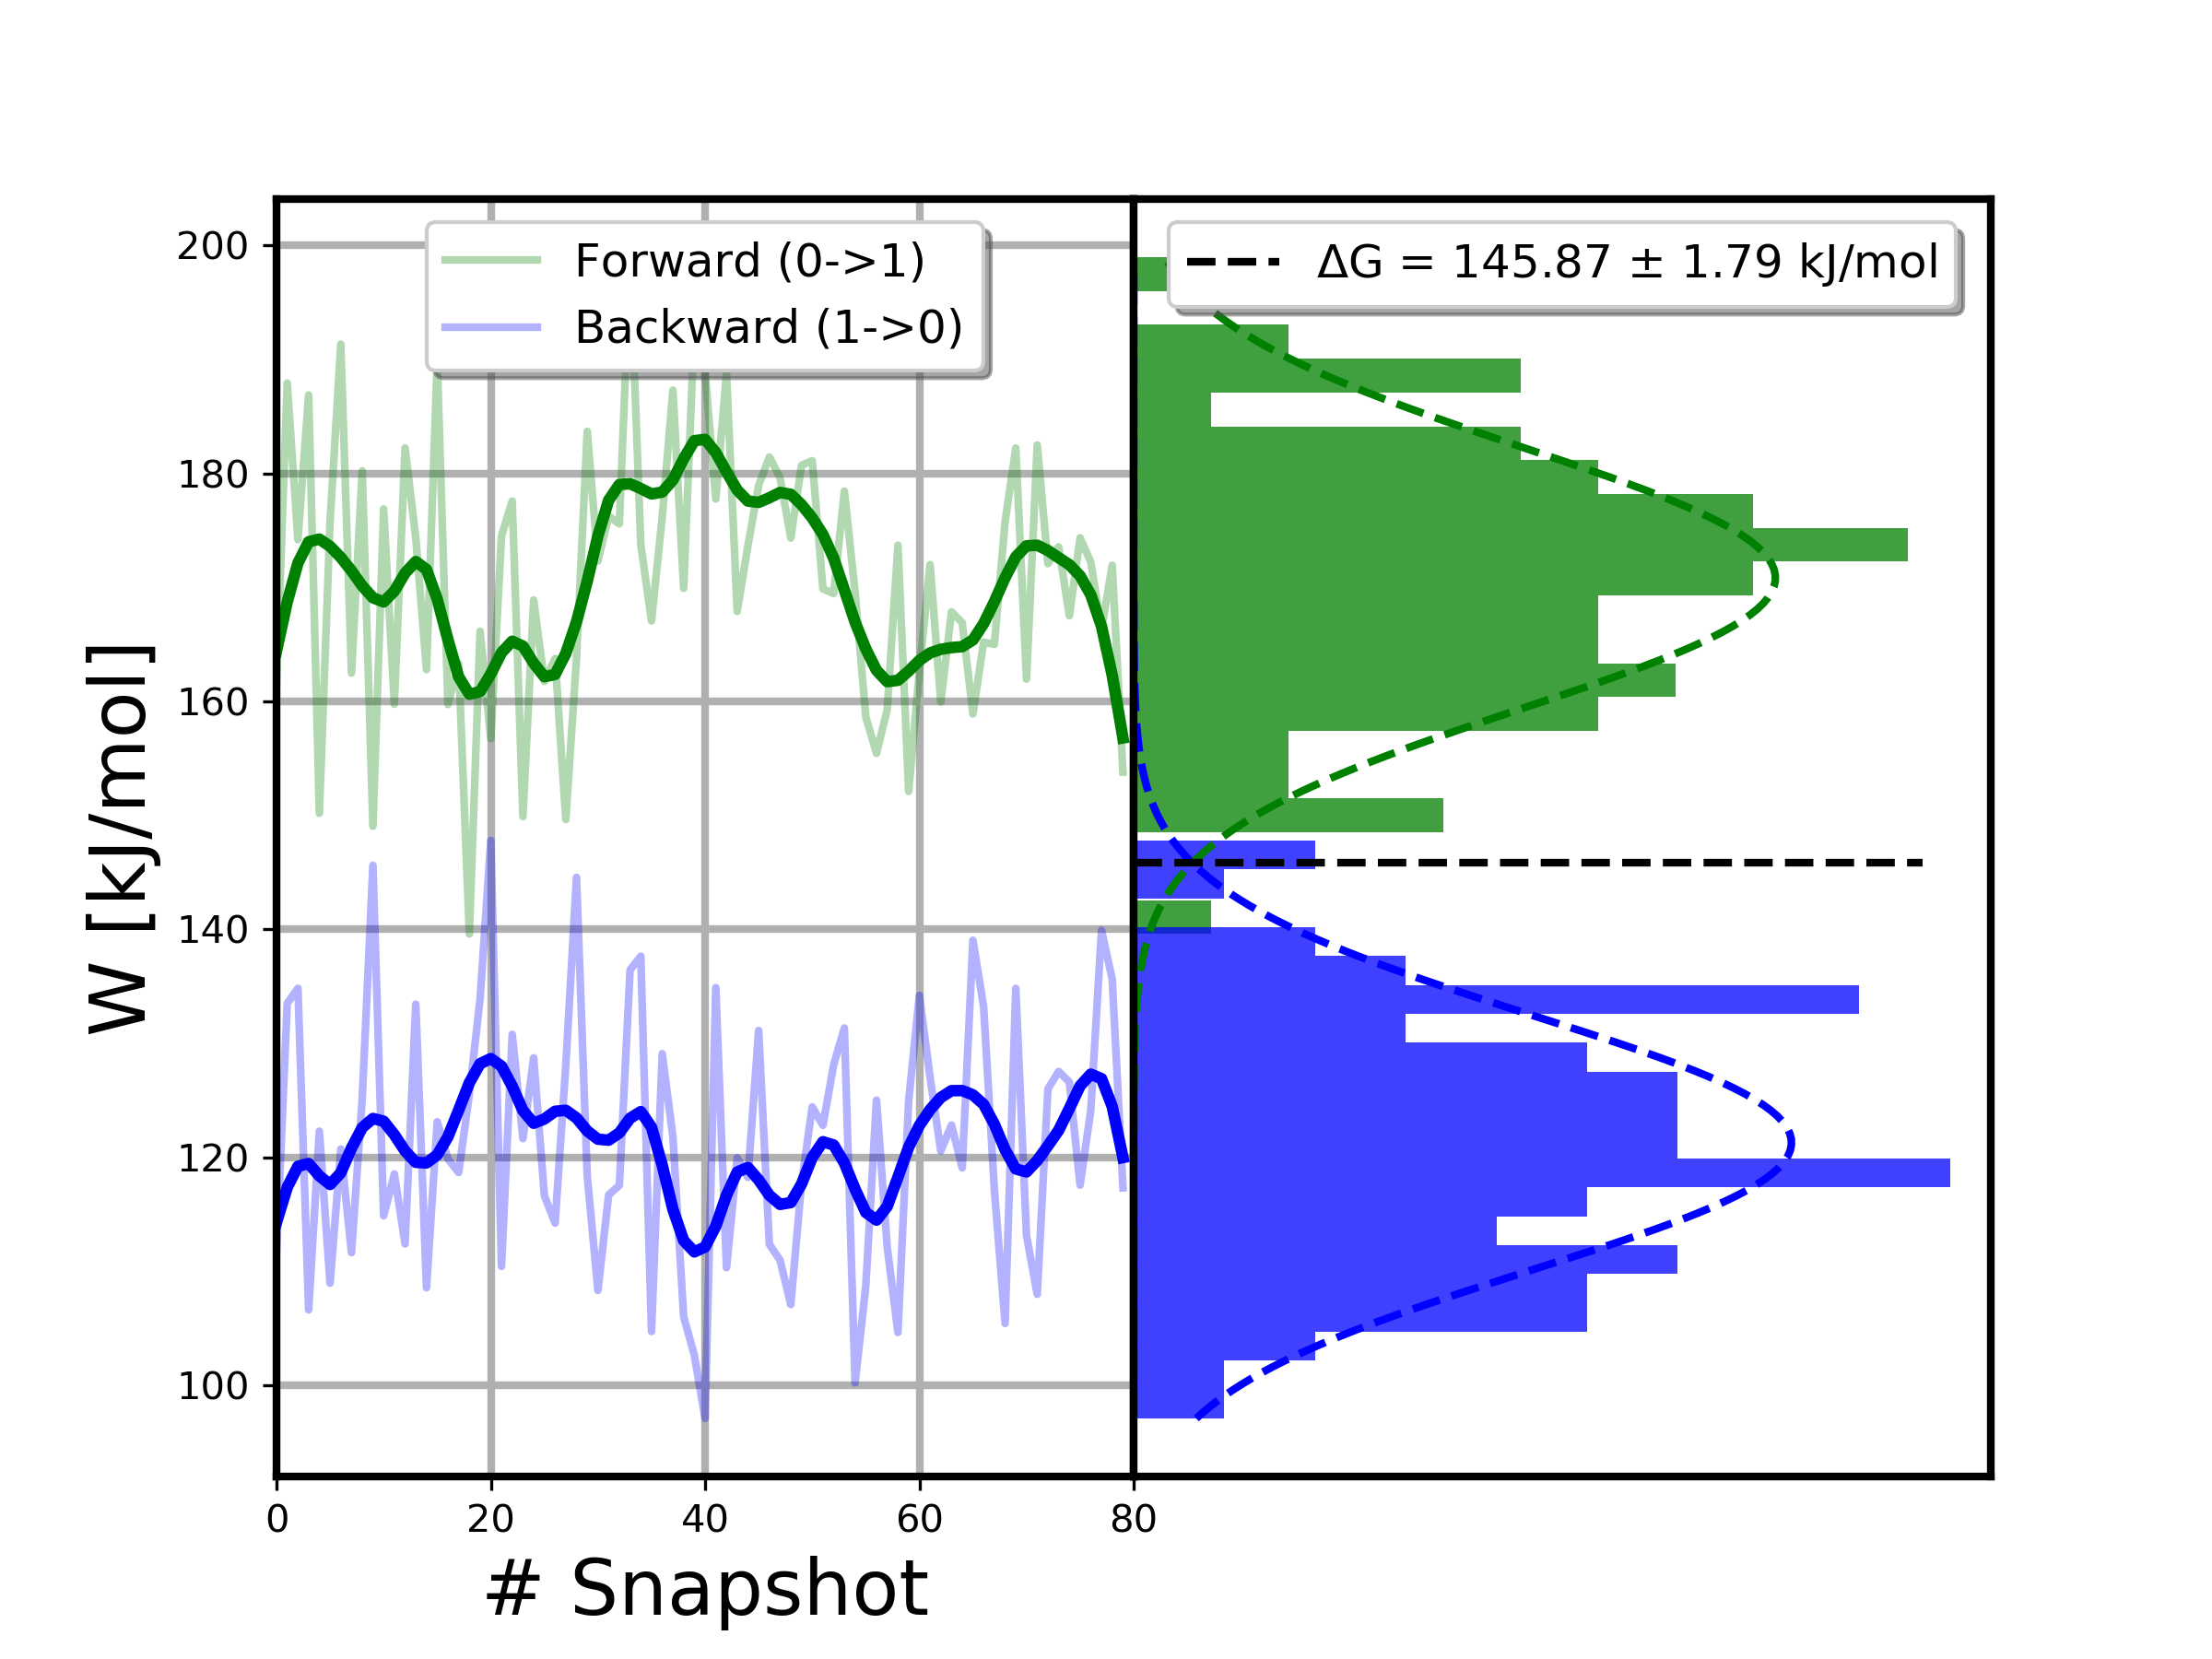 Forward (0->1)
Backward (1->0)
ΔG = 145.87 ± 1.79 kJ/mol
W [kJ/mol]
200
180
160
140
120
100
0 20 40 60 80
# Snapshot